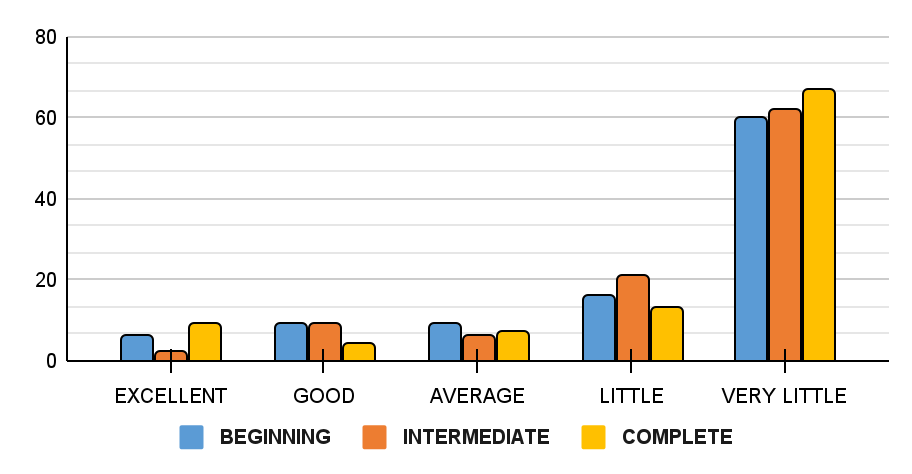 80
60
40
20
0
EXCELLENT GOOD AVERAGE LITTLE VERY LITTLE
BEGINNING INTERMEDIATE COMPLETE